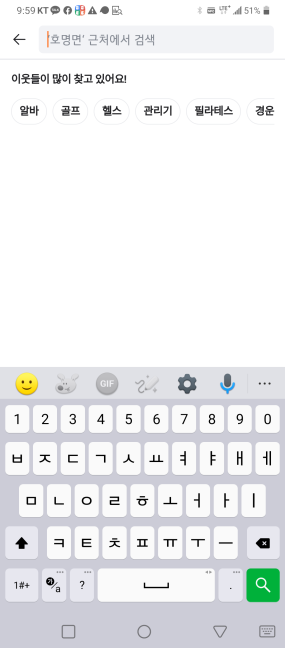 9:59 KT 51%
'호명면' 근처에서 검색
이웃들이 많이 찾고 있어요!
알바 골프 헬스 관리기 필라테스 경운
GIF
1 2 3 4 5 6 7 8 9 0
ㅂ ㅈ ㄷ ㄱ ㅅ ㅛ ㅕ ㅑ ㅐ ㅔ
ㅁ ㄴ ㅇ ㄹ ㅎ ㅗ ㅓ ㅏ ㅣ
ㅋ ㅌ ㅊ ㅍ ㅠ ㅜ ㅡ
1#+ 가/a ? .